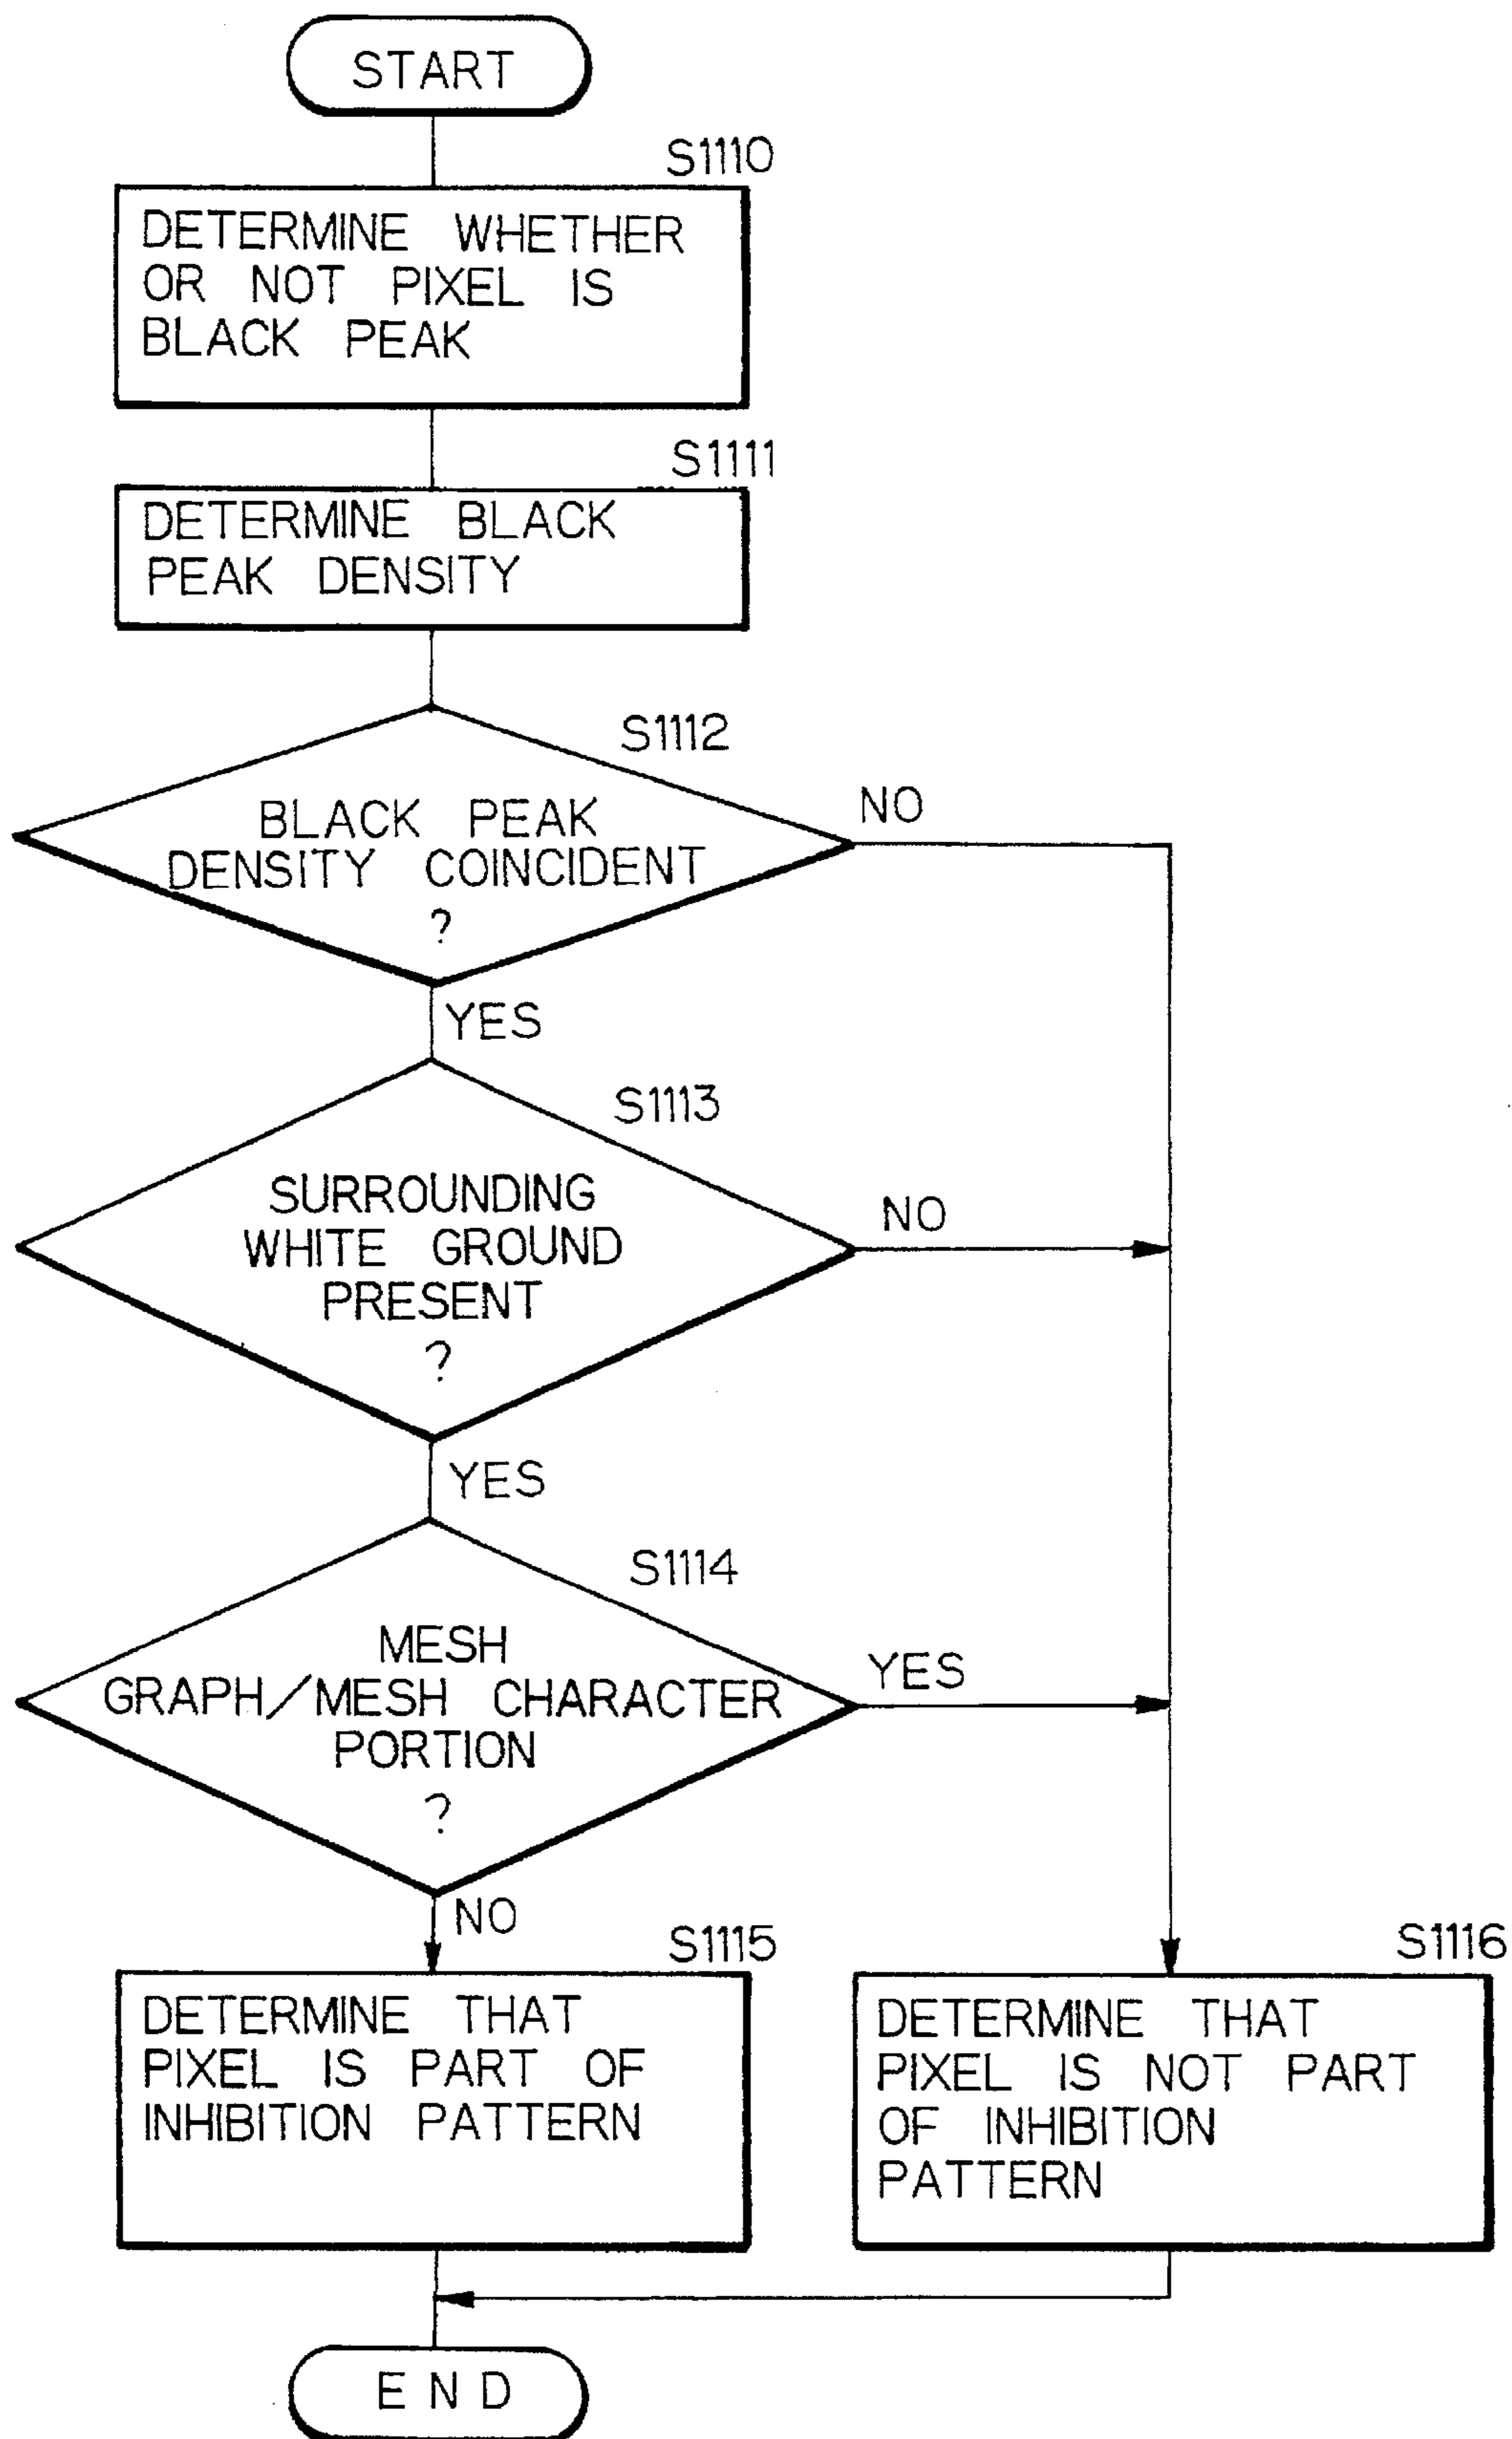 START
S1110
DETERMINE WHETHER
OR NOT PIXEL IS
BLACK PEAK
S1111
DETERMINE BLACK
PEAK DENSITY
S1112
BLACK PEAK
DENSITY COINCIDENT
?
NO
YES
S1113
SURROUNDING
WHITE GROUND
PRESENT
?
NO
YES
S1114
MESH
GRAPH/MESH CHARACTER
PORTION
?
YES
NO
S1115
DETERMINE THAT
PIXEL IS PART OF
INHIBITION PATTERN
S1116
DETERMINE THAT
PIXEL IS NOT PART
OF INHIBITION
PATTERN
END